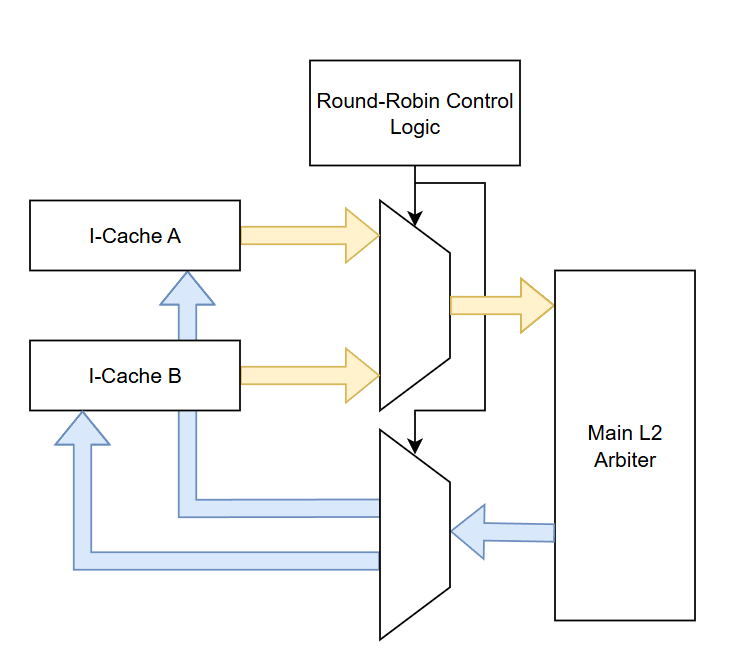 Round-Robin Control
Logic
I-Cache A
I-Cache B
Main L2
Arbiter